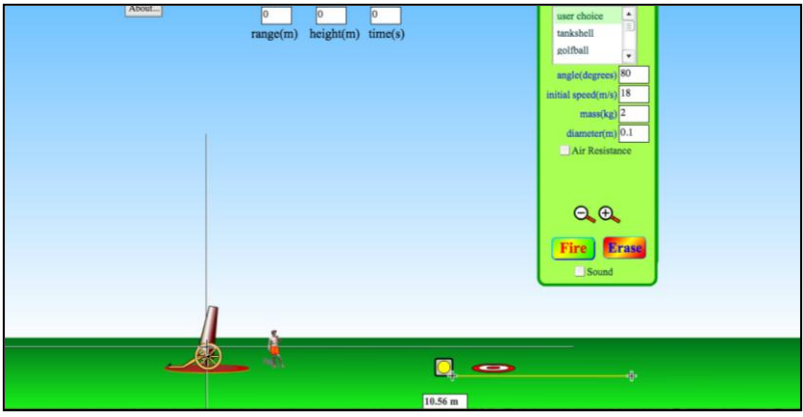 About...
0 0 0
range(m) height(m) time(s)
user choice
tankshell
golfball
angle(degrees) 80
initial speed(m/s) 18
mass(kg) 2
diameter(m) 0.1
Air Resistance
Fire Erase
Sound
10.56 m